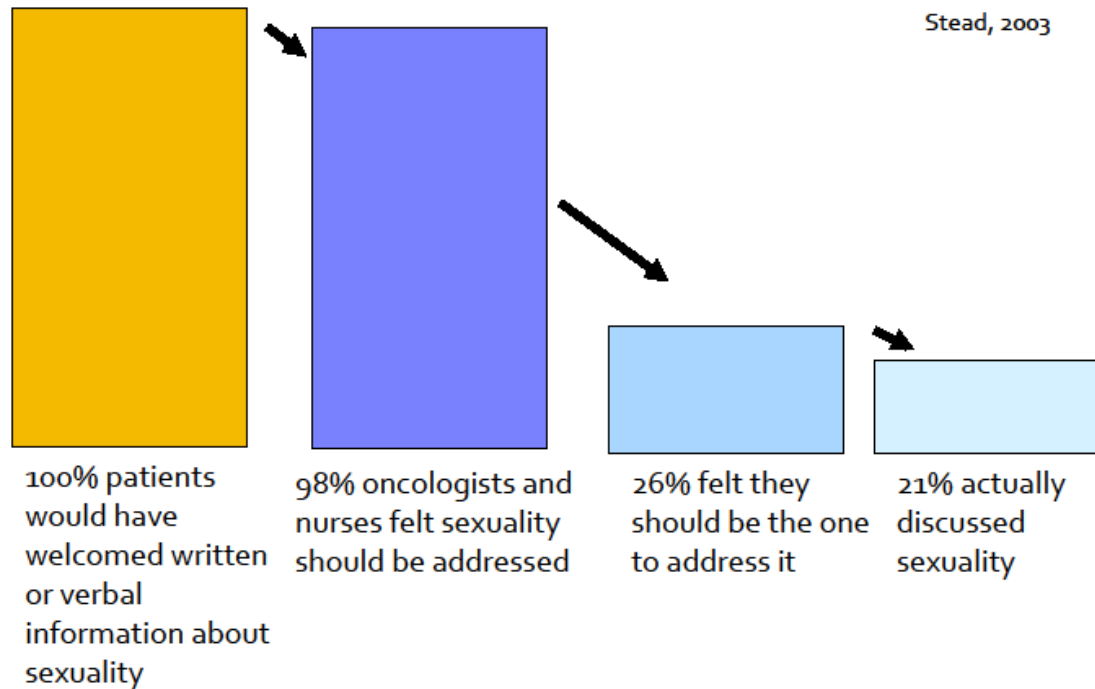 Stead, 2003
100% patients
would have
welcomed written
or verbal
information about
sexuality
98% oncologists and
nurses felt sexuality
should be addressed
26% felt they
should be the one
to address it
21% actually
discussed
sexuality